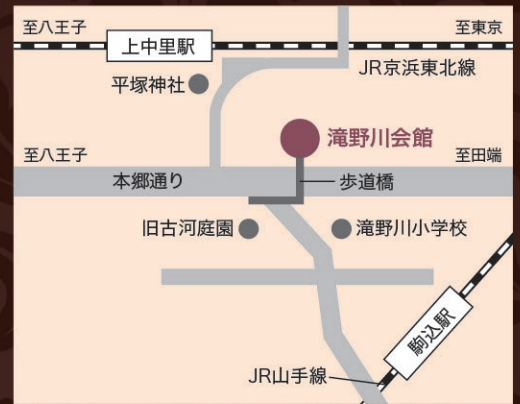 至八王子
至東京
上中里駅
JR京浜東北線
平塚神社
滝野川会館
至八王子
至田端
本郷通り
歩道橋
旧古河庭園
滝野川小学校
駒込駅
JR山手線